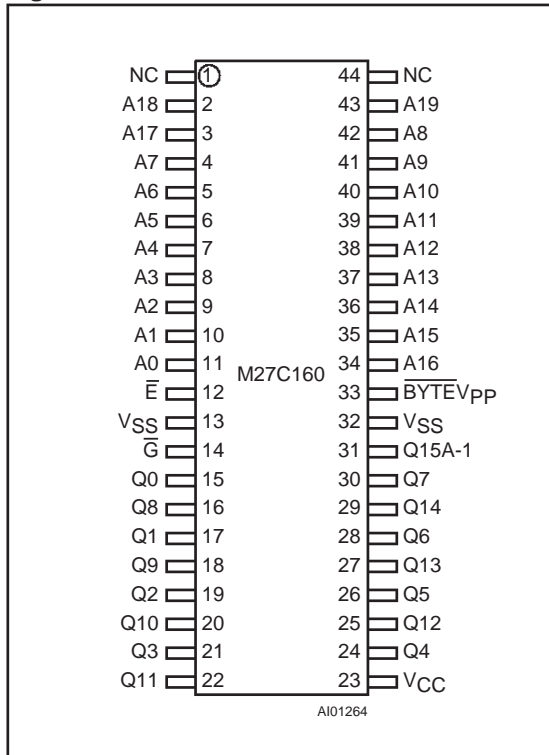 NC 1 44 NC
A18 2 43 A19
A17 3 42 A8
A7 4 41 A9
A6 5 40 A10
A5 6 39 A11
A4 7 38 A12
A3 8 37 A13
A2 9 36 A14
A1 10 35 A15
A0 11 34 A16
M27C160
E̅ 12 33 B̅Y̅T̅E̅VPP
VSS 13 32 VSS
G̅ 14 31 Q15A-1
Q0 15 30 Q7
Q8 16 29 Q14
Q1 17 28 Q6
Q9 18 27 Q13
Q2 19 26 Q5
Q10 20 25 Q12
Q3 21 24 Q4
Q11 22 23 VCC
AI01264